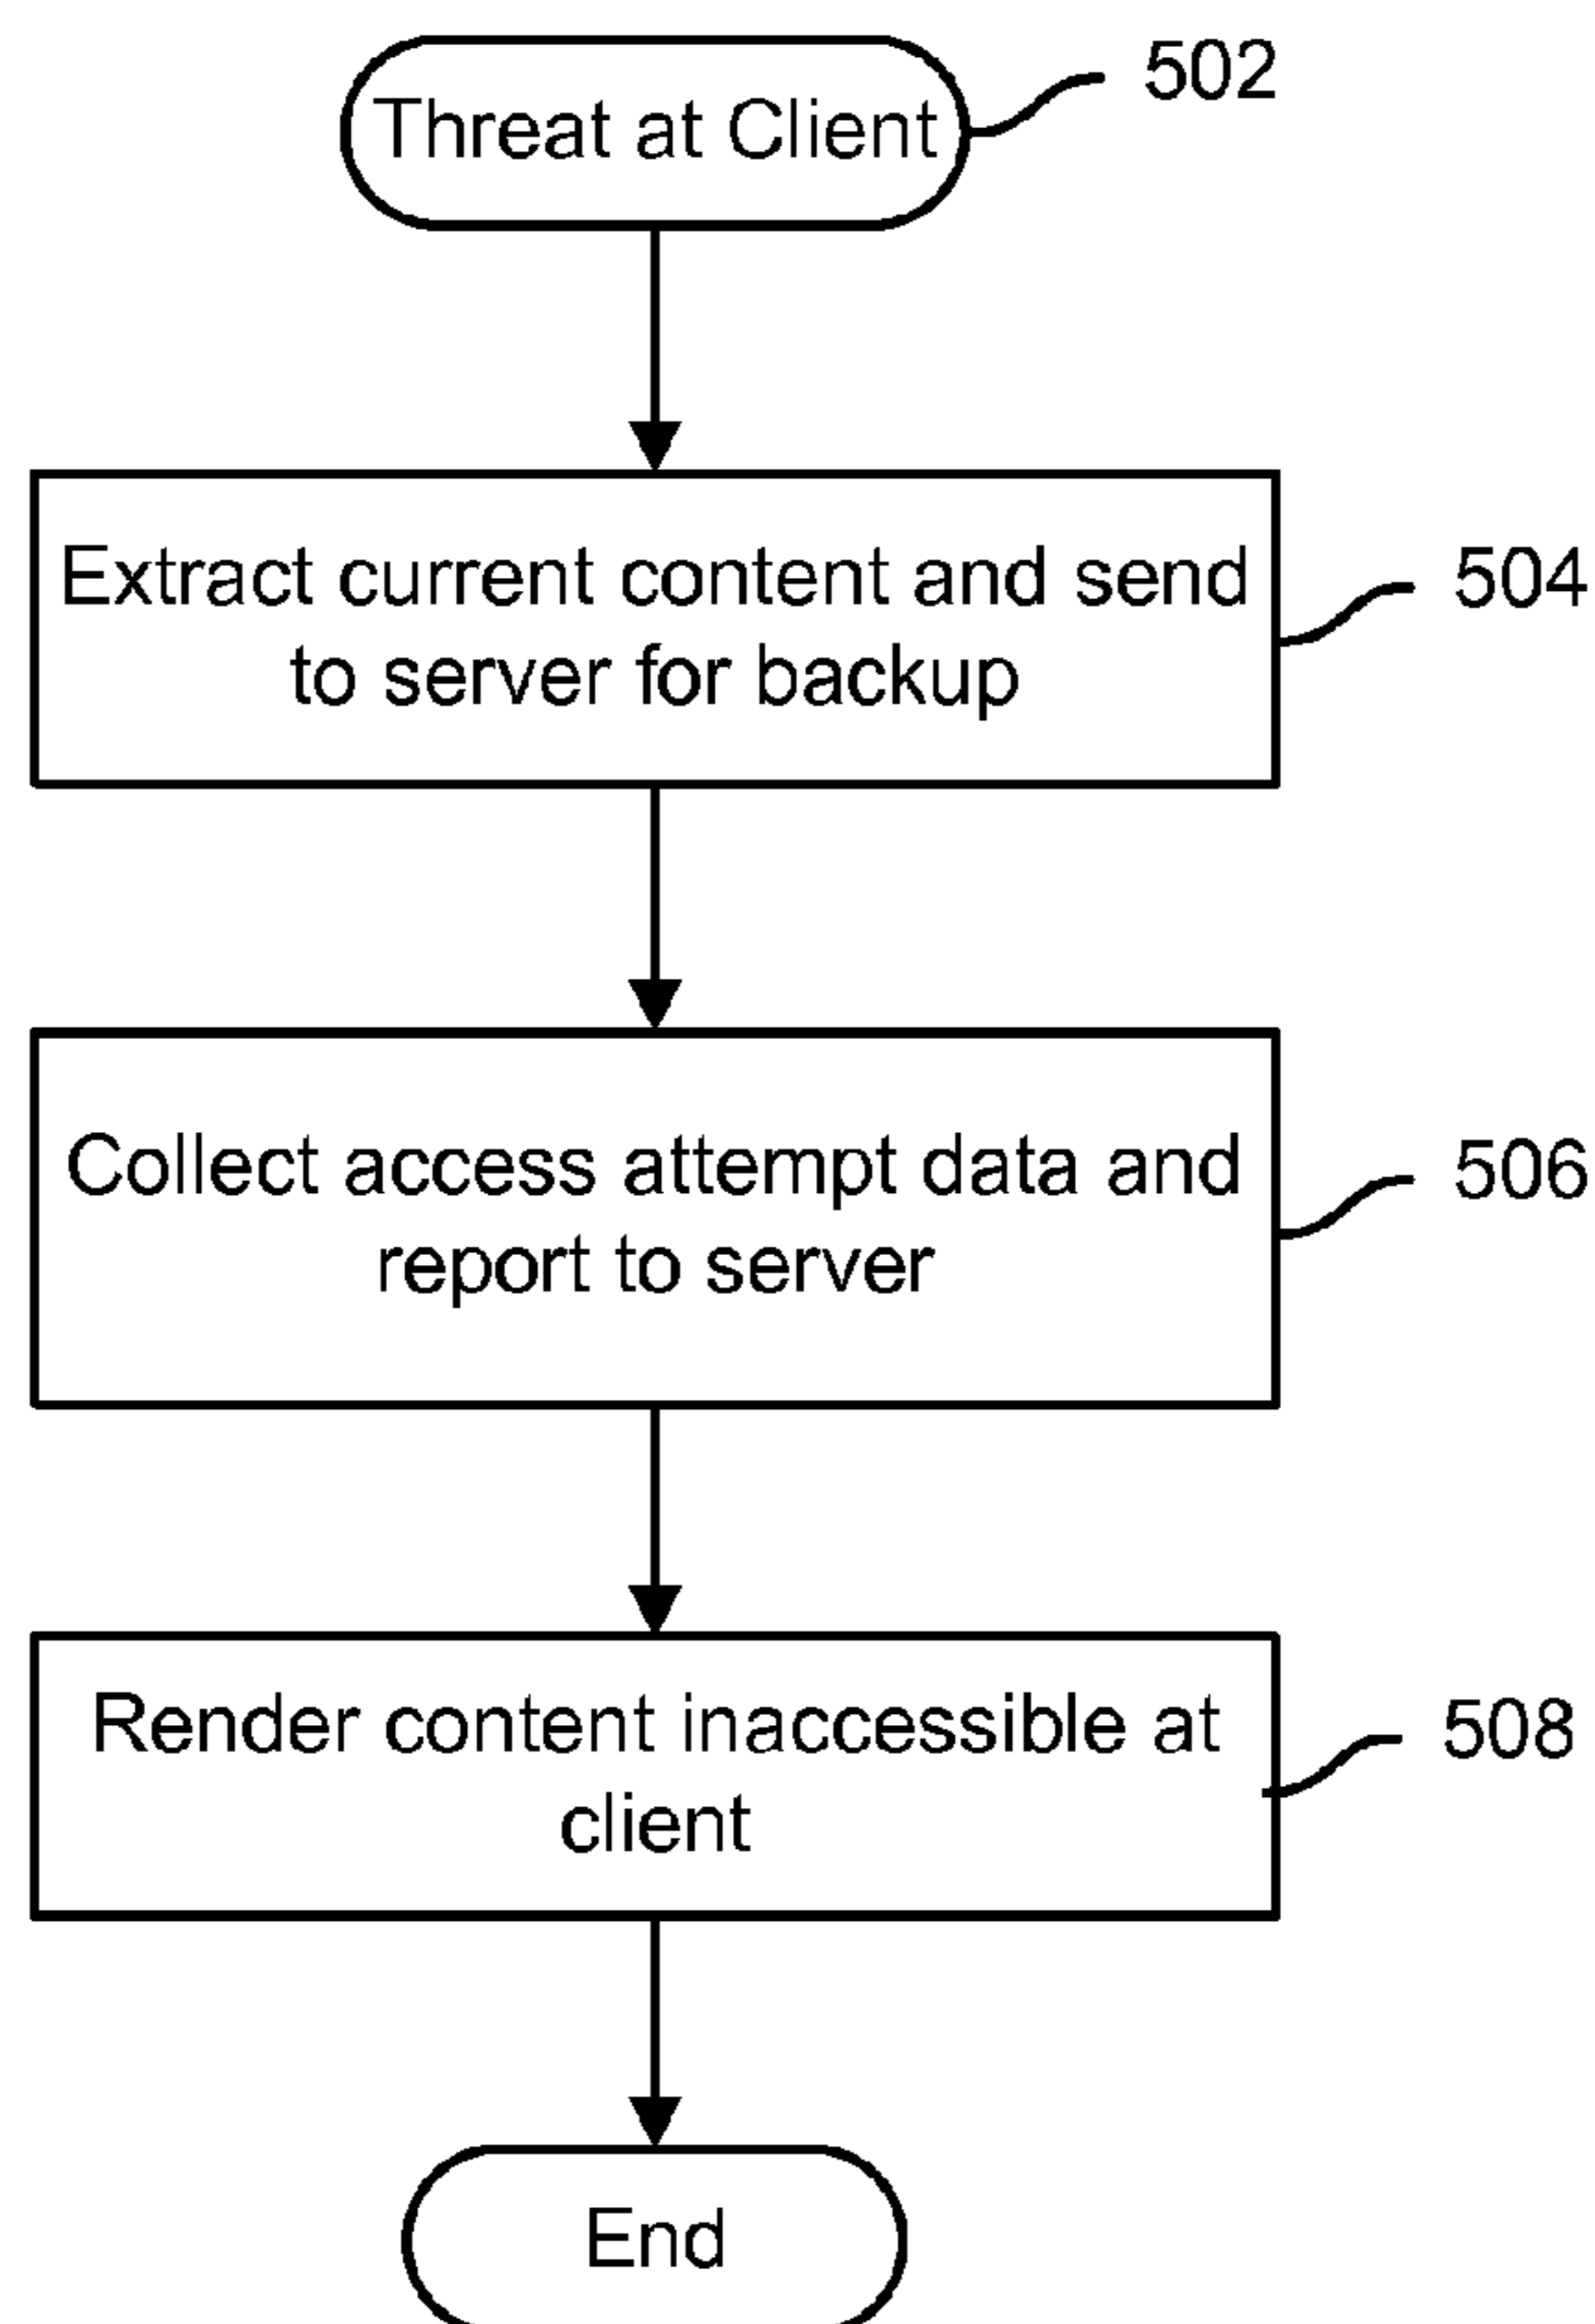 Threat at Client
502
Extract current content and send
to server for backup
504
Collect access attempt data and
report to server
506
Render content inaccessible at
client
508
End